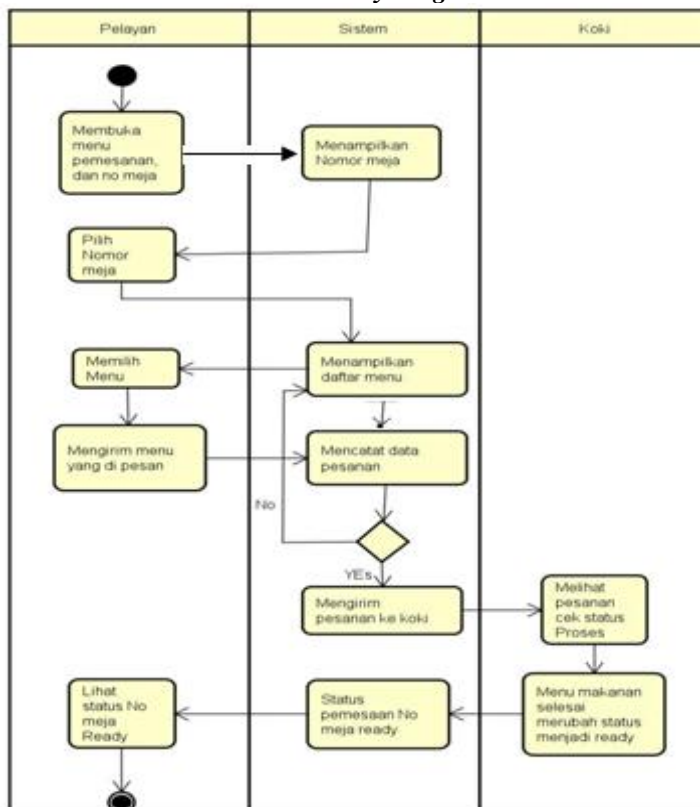 Pelayan
Sistem
Koki
Membuka
menu
pemesanan,
dan no meja
Menampilkan
Nomor meja
Pilih
Nomor
meja
Memilih
Menu
Menampilkan
daftar menu
Mengirim menu
yang di pesan
Mencatat data
pesanan
No
YEs
Mengirim
pesanan ke koki
Melihat
pesanan
cek status
Proses
Menu makanan
selesai
merubah status
menjadi ready
Status
pemesaan No
meja ready
Lihat
status No
meja
Ready